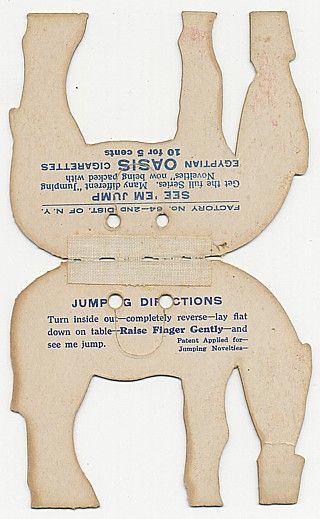 FACTORY No. 64—2ND DIST. OF N.Y.
SEE 'EM JUMP
Get the full Series. Many different "Jumping
Novelties" now being packed with
EGYPTIAN OASIS CIGARETTES
10 for 5 cents
JUMPING DIRECTIONS
Turn inside out—completely reverse—lay flat
down on table—Raise Finger Gently—and
see me jump.
Patent Applied for—
Jumping Novelties—